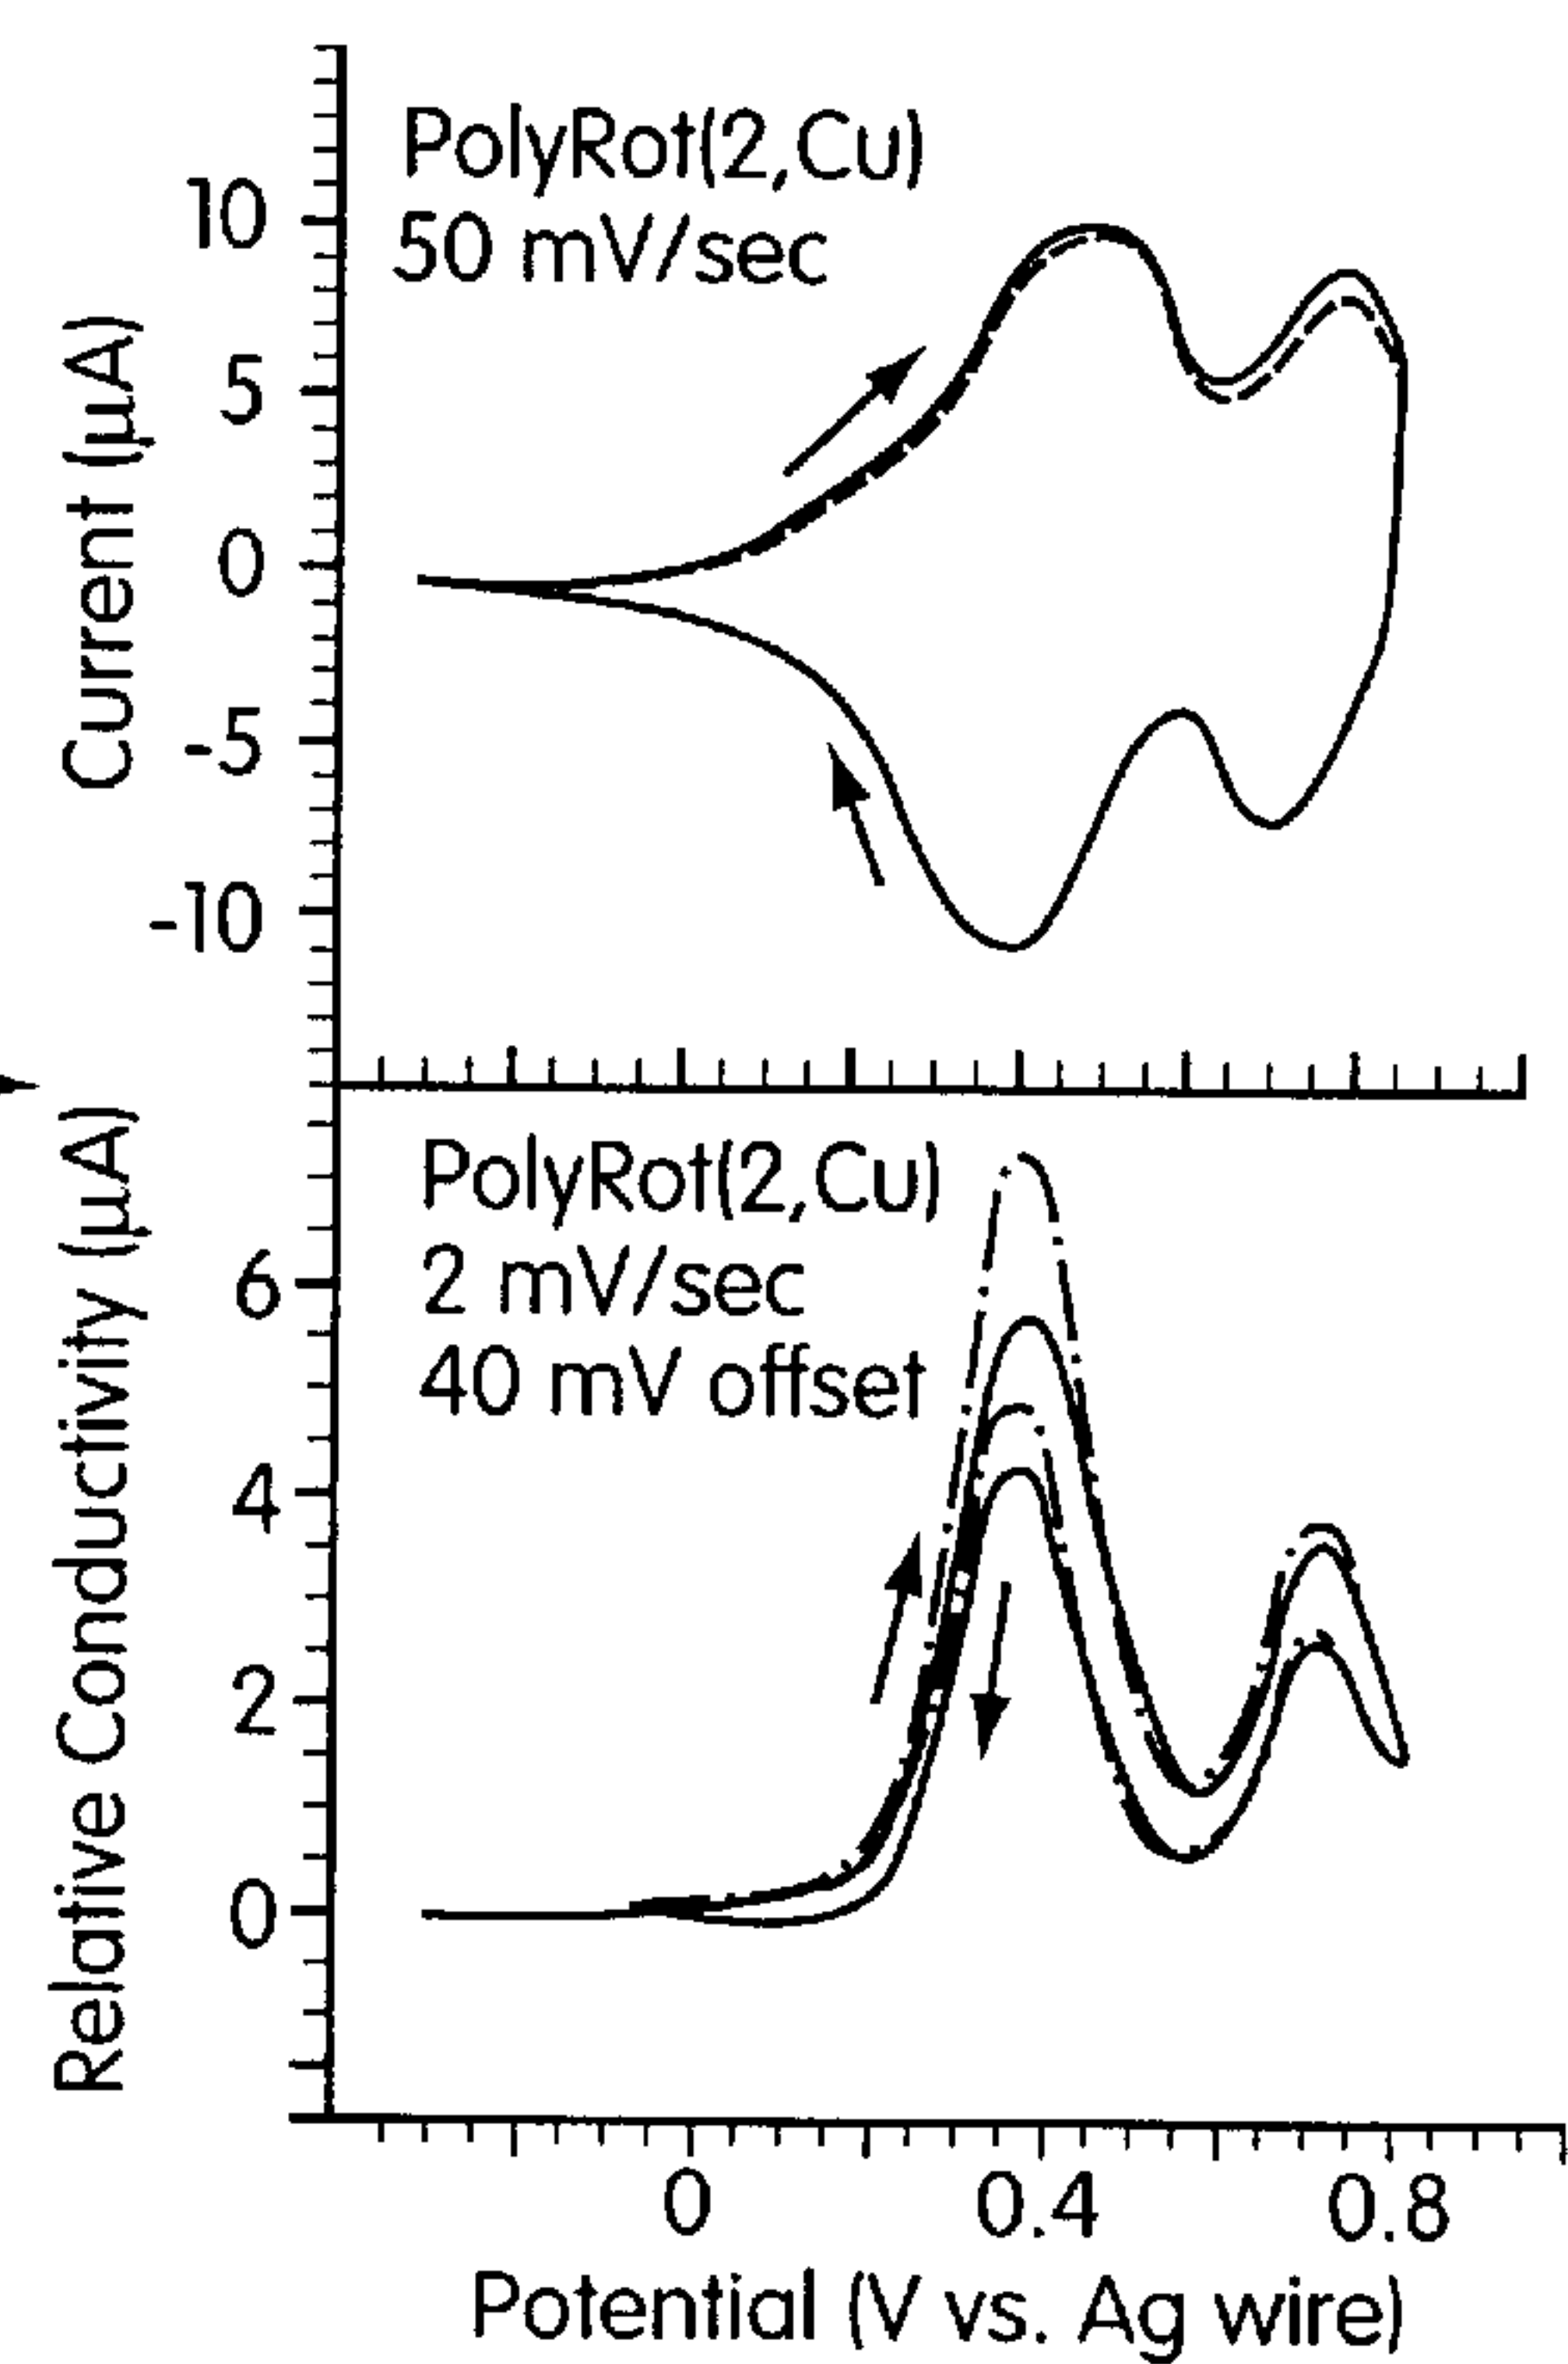 PolyRot(2,Cu)
50 mV/sec
10
5
0
-5
-10
Current (µA)
PolyRot(2,Cu)
2 mV/sec
40 mV offset
6
4
2
0
Relative Conductivity (µA)
0 0.4 0.8
Potential (V vs. Ag wire)